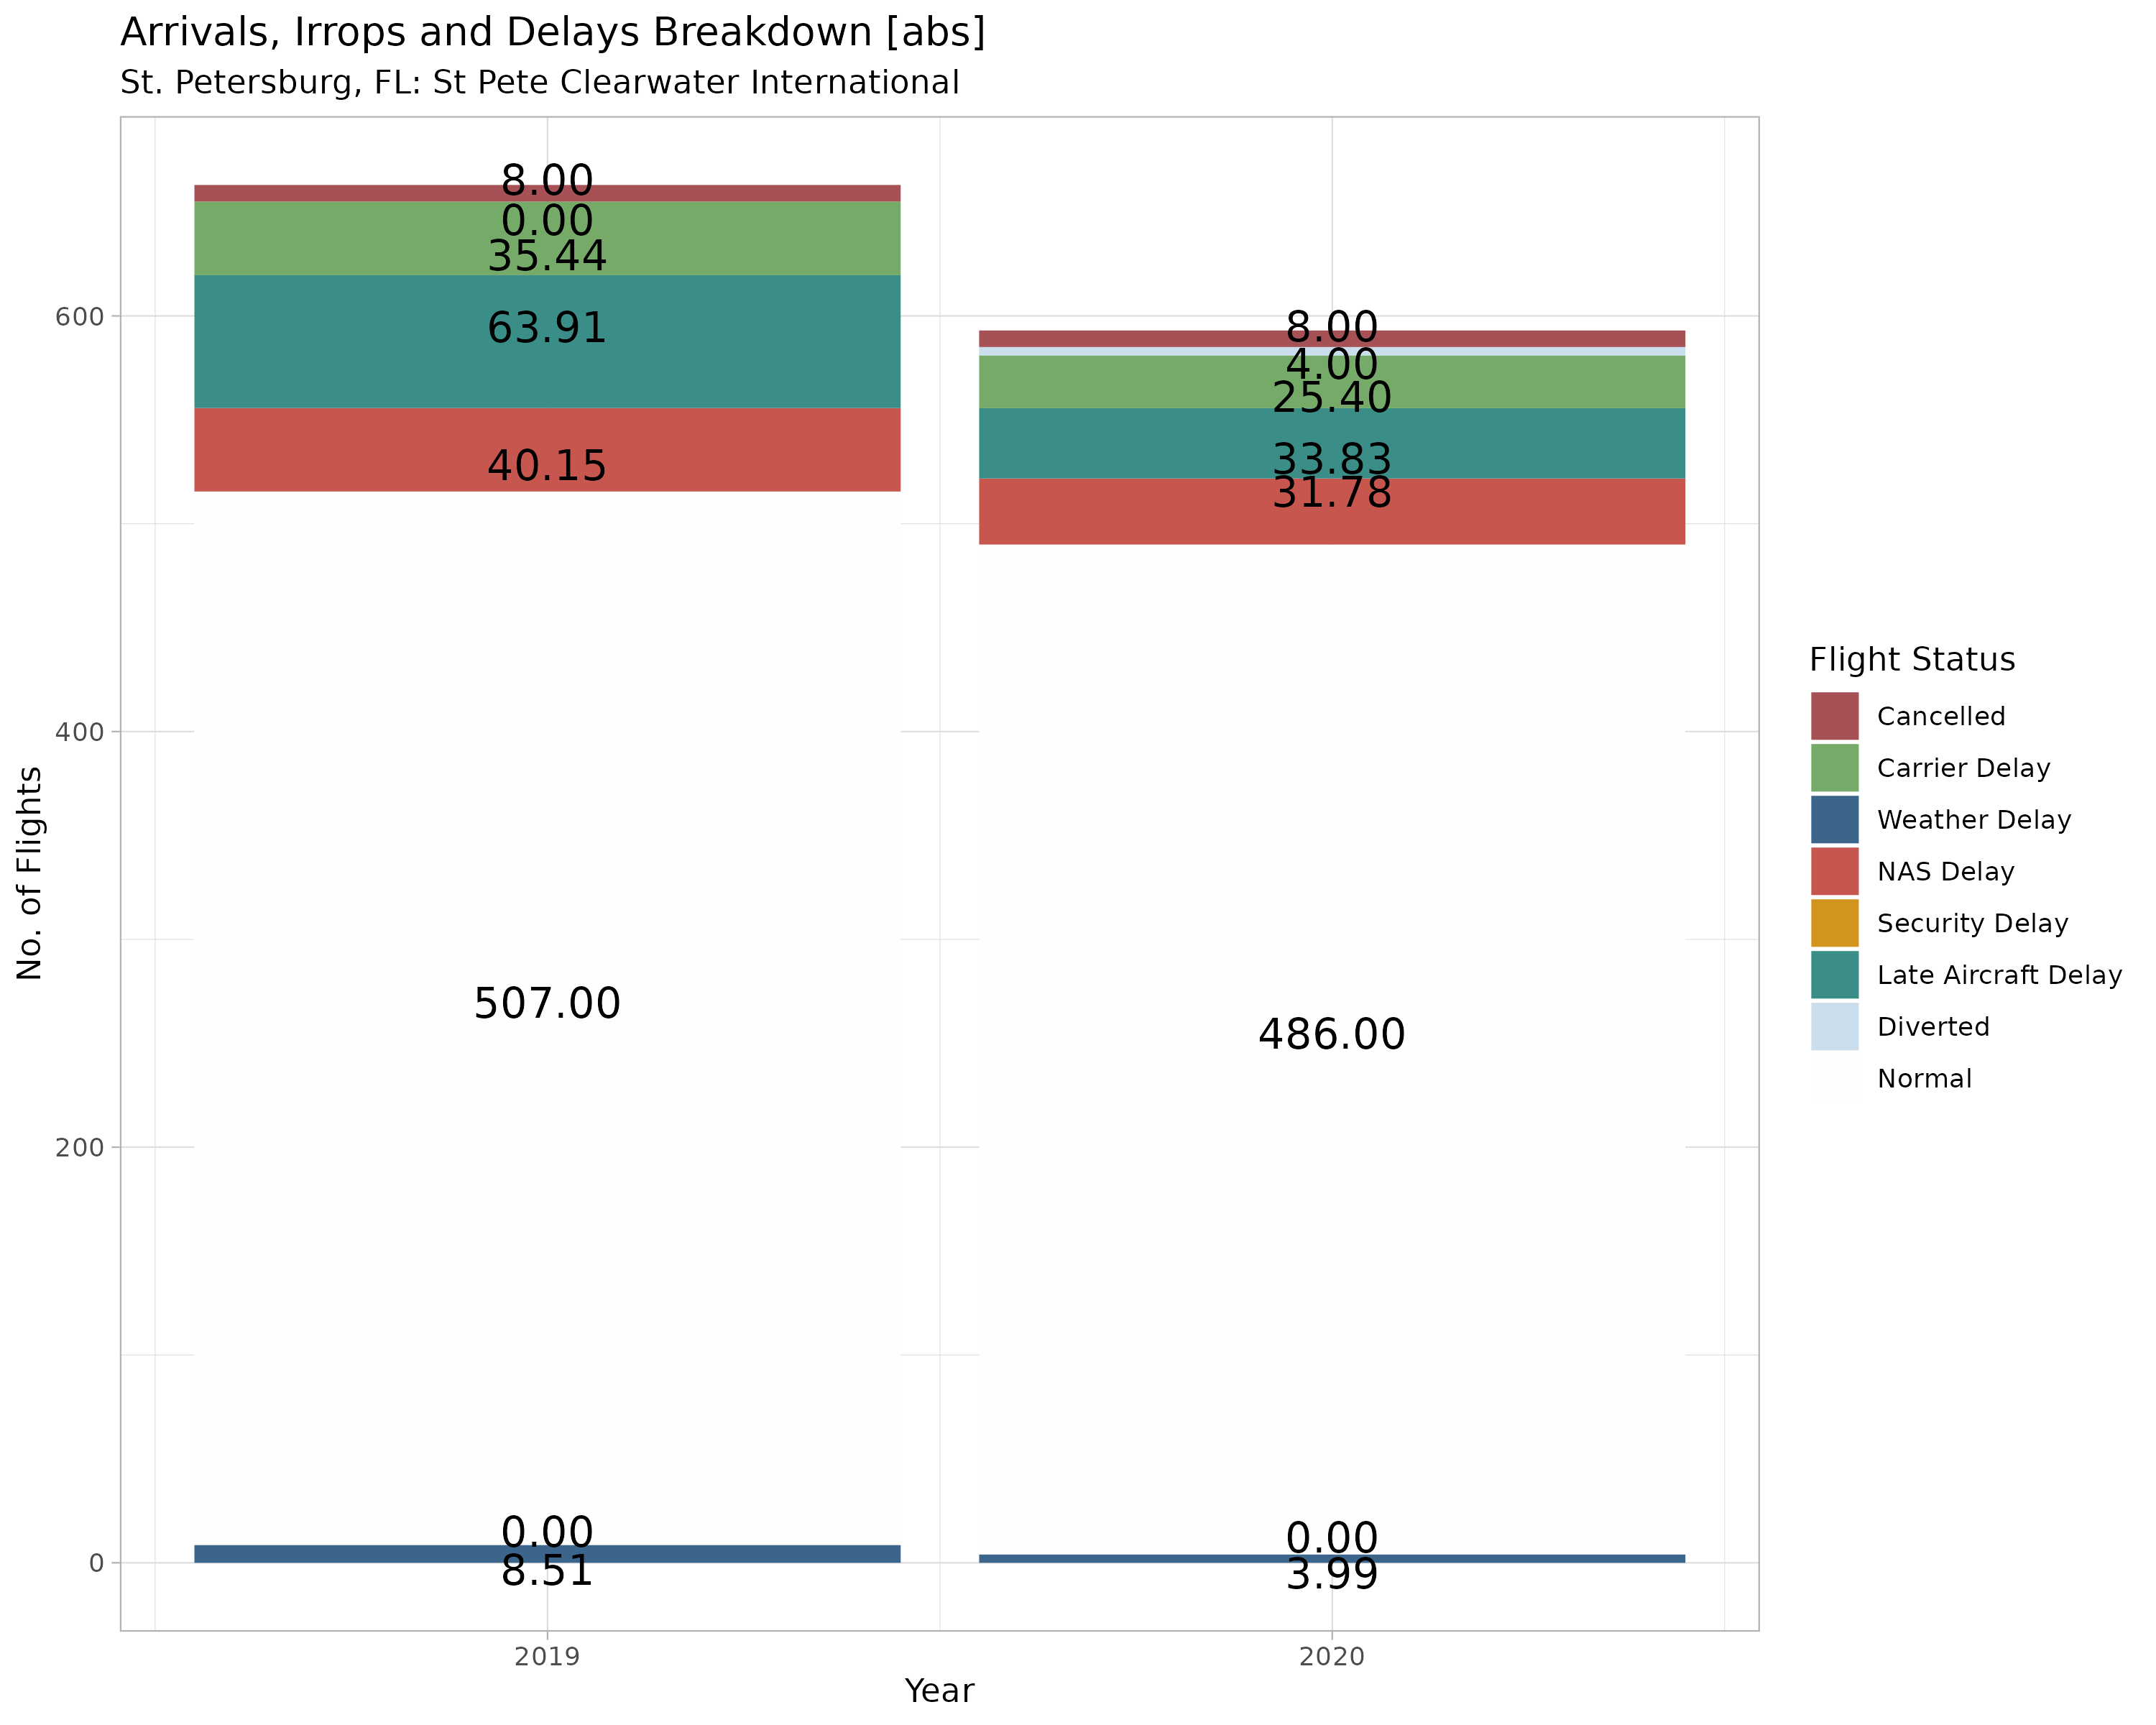 Arrivals, Irrops and Delays Breakdown [abs]
St. Petersburg, FL: St Pete Clearwater International
8.00
0.00
35.44
63.91
40.15
507.00
0.00
8.51
8.00
4.00
25.40
33.83
31.78
486.00
0.00
3.99
600
400
200
0
No. of Flights
2019
2020
Year
Flight Status
Cancelled
Carrier Delay
Weather Delay
NAS Delay
Security Delay
Late Aircraft Delay
Diverted
Normal